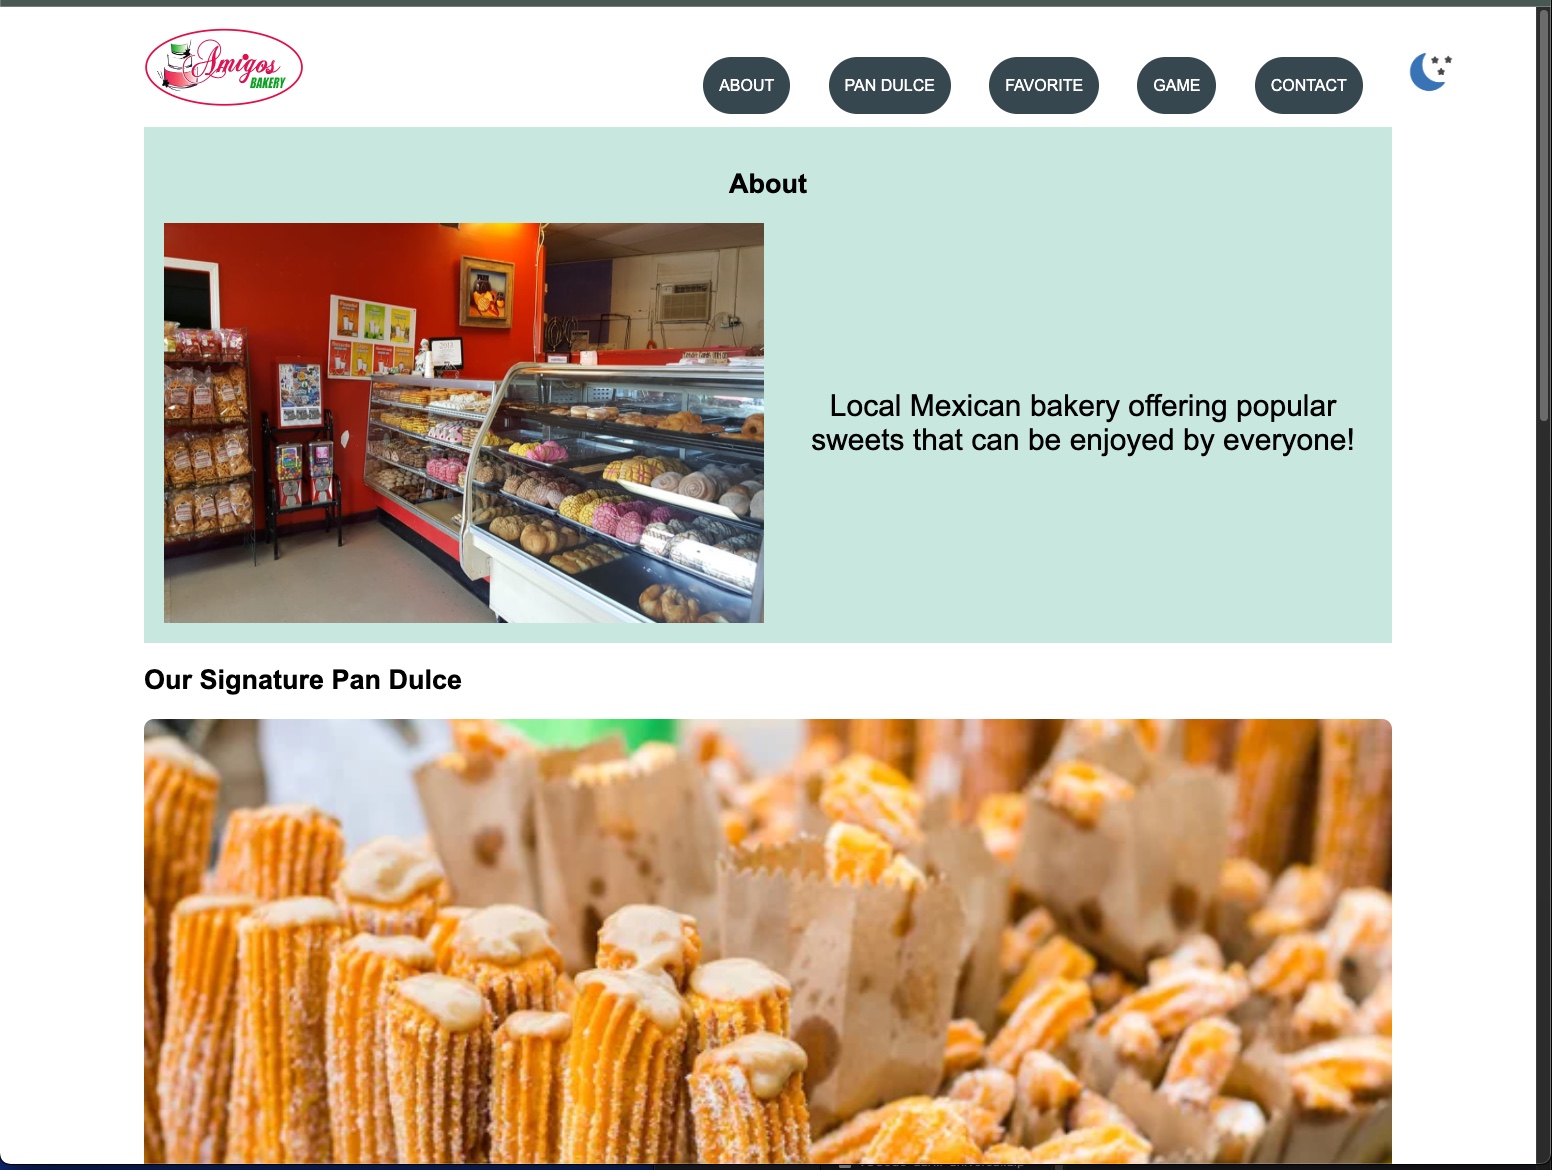 Amigos
BAKERY
ABOUT
PAN DULCE
FAVORITE
GAME
CONTACT
About
Local Mexican bakery offering popular
sweets that can be enjoyed by everyone!
Our Signature Pan Dulce